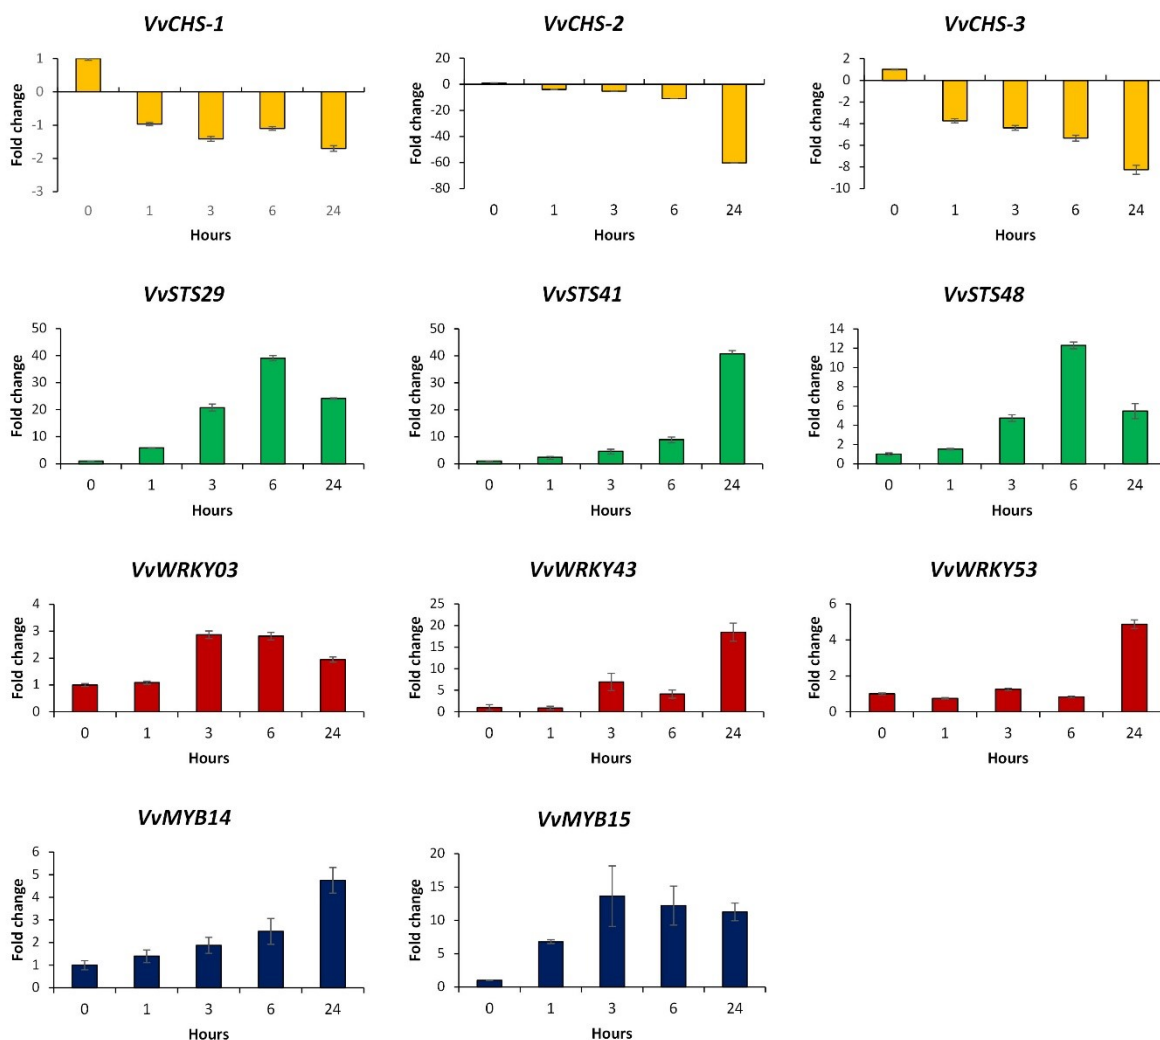 VvCHS-1 VvCHS-2 VvCHS-3
Fold change
1
0
-1
-2
-3
0 1 3 6 24
Hours
Fold change
20
0
-20
-40
-60
-80
0 1 3 6 24
Hours
Fold change
2
0
-2
-4
-6
-8
-10
0 1 3 6 24
Hours
VvSTS29 VvSTS41 VvSTS48
Fold change
50
40
30
20
10
0
0 1 3 6 24
Hours
Fold change
50
40
30
20
10
0
0 1 3 6 24
Hours
Fold change
14
12
10
8
6
4
2
0
0 1 3 6 24
Hours
VvWRKY03 VvWRKY43 VvWRKY53
Fold change
4
3
2
1
0
0 1 3 6 24
Hours
Fold change
25
20
15
10
5
0
0 1 3 6 24
Hours
Fold change
6
4
2
0
0 1 3 6 24
Hours
VvMYB14 VvMYB15
Fold change
6
5
4
3
2
1
0
0 1 3 6 24
Hours
Fold change
20
15
10
5
0
0 1 3 6 24
Hours